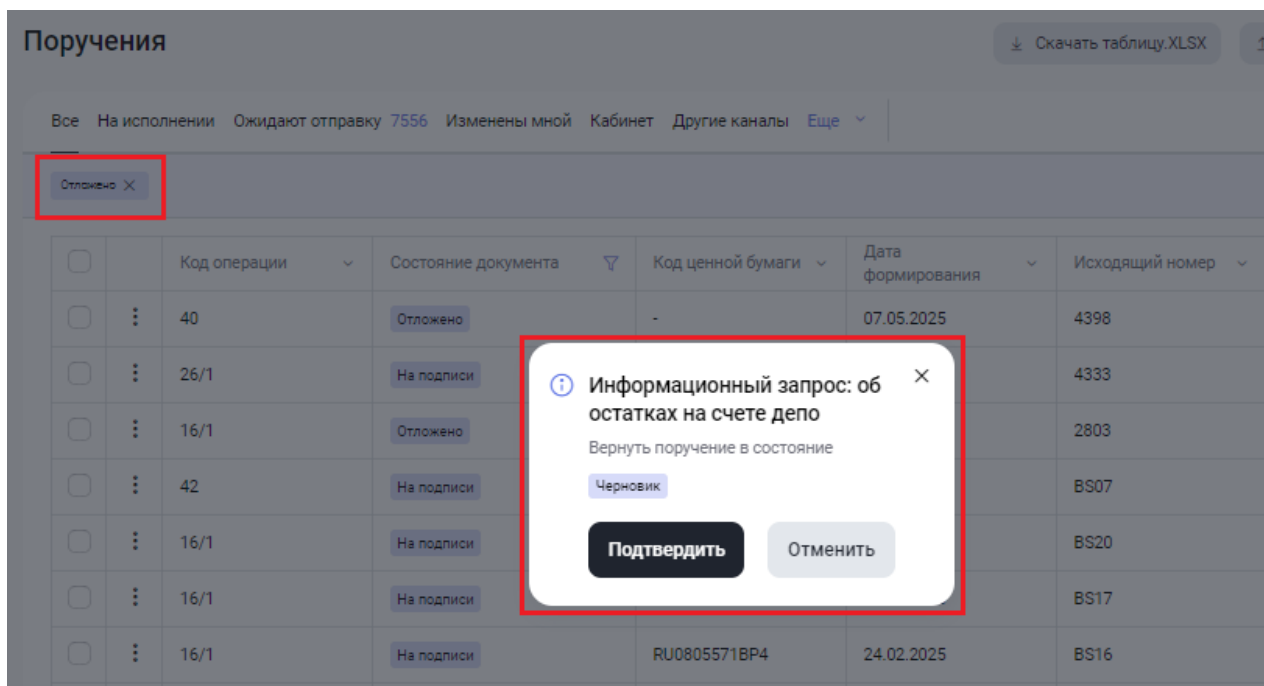 Поручения
Скачать таблицу.XLSX
Все На исполнении Ожидают отправку 7556 Изменены мной Кабинет Другие каналы Еще
Отложено
Код операции Состояние документа Код ценной бумаги Дата формирования Исходящий номер
40 Отложено - 07.05.2025 4398
26/1 На подписи 4333
16/1 Отложено 2803
42 На подписи BS07
16/1 На подписи BS20
16/1 На подписи BS17
16/1 На подписи RU0805571BP4 24.02.2025 BS16
Информационный запрос: об
остатках на счете депо
Вернуть поручение в состояние
Черновик
Подтвердить Отменить